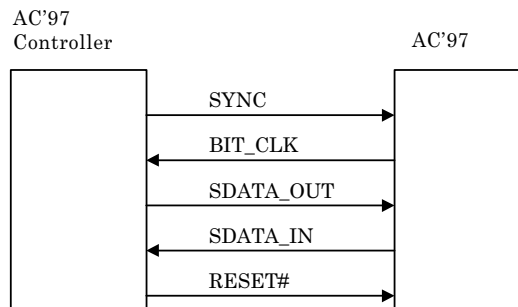 AC'97
Controller
AC'97
SYNC
BIT_CLK
SDATA_OUT
SDATA_IN
RESET#